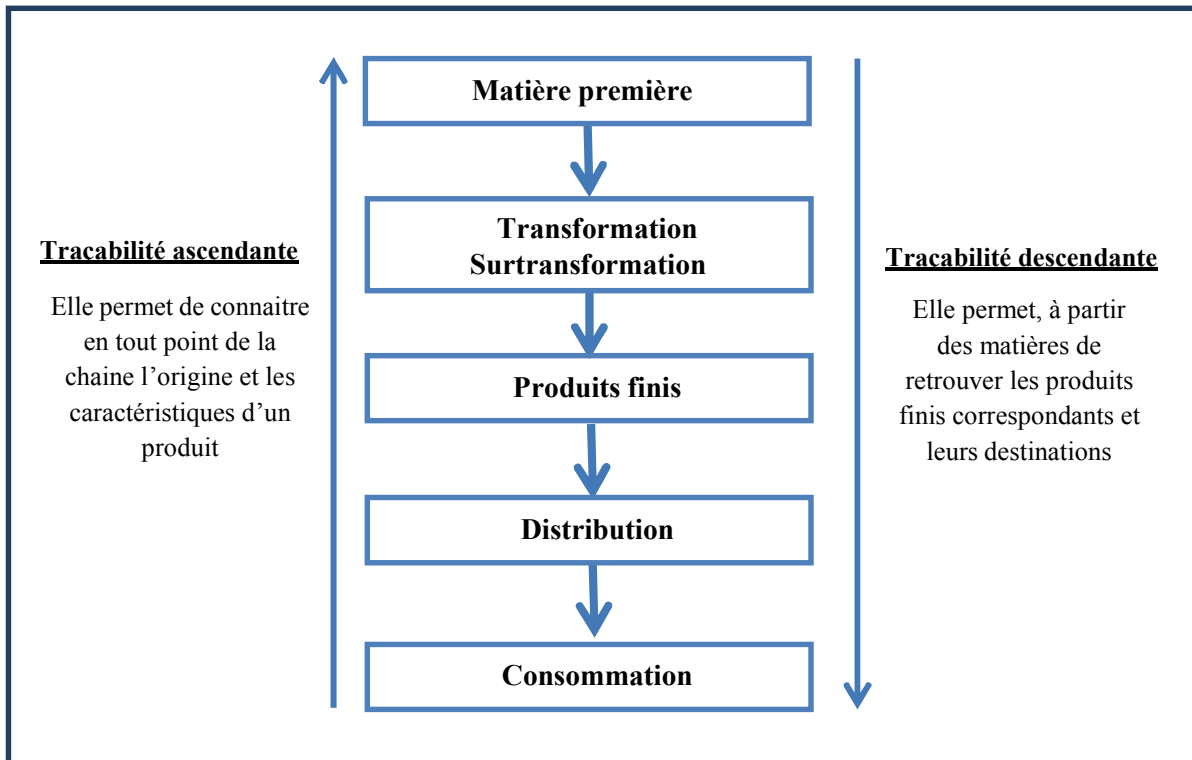 Matière première
Transformation
Surtransformation
Traçabilité ascendante
Elle permet de connaitre
en tout point de la
chaine l’origine et les
caractéristiques d’un
produit
Traçabilité descendante
Elle permet, à partir
des matières de
retrouver les produits
finis correspondants et
leurs destinations
Produits finis
Distribution
Consommation